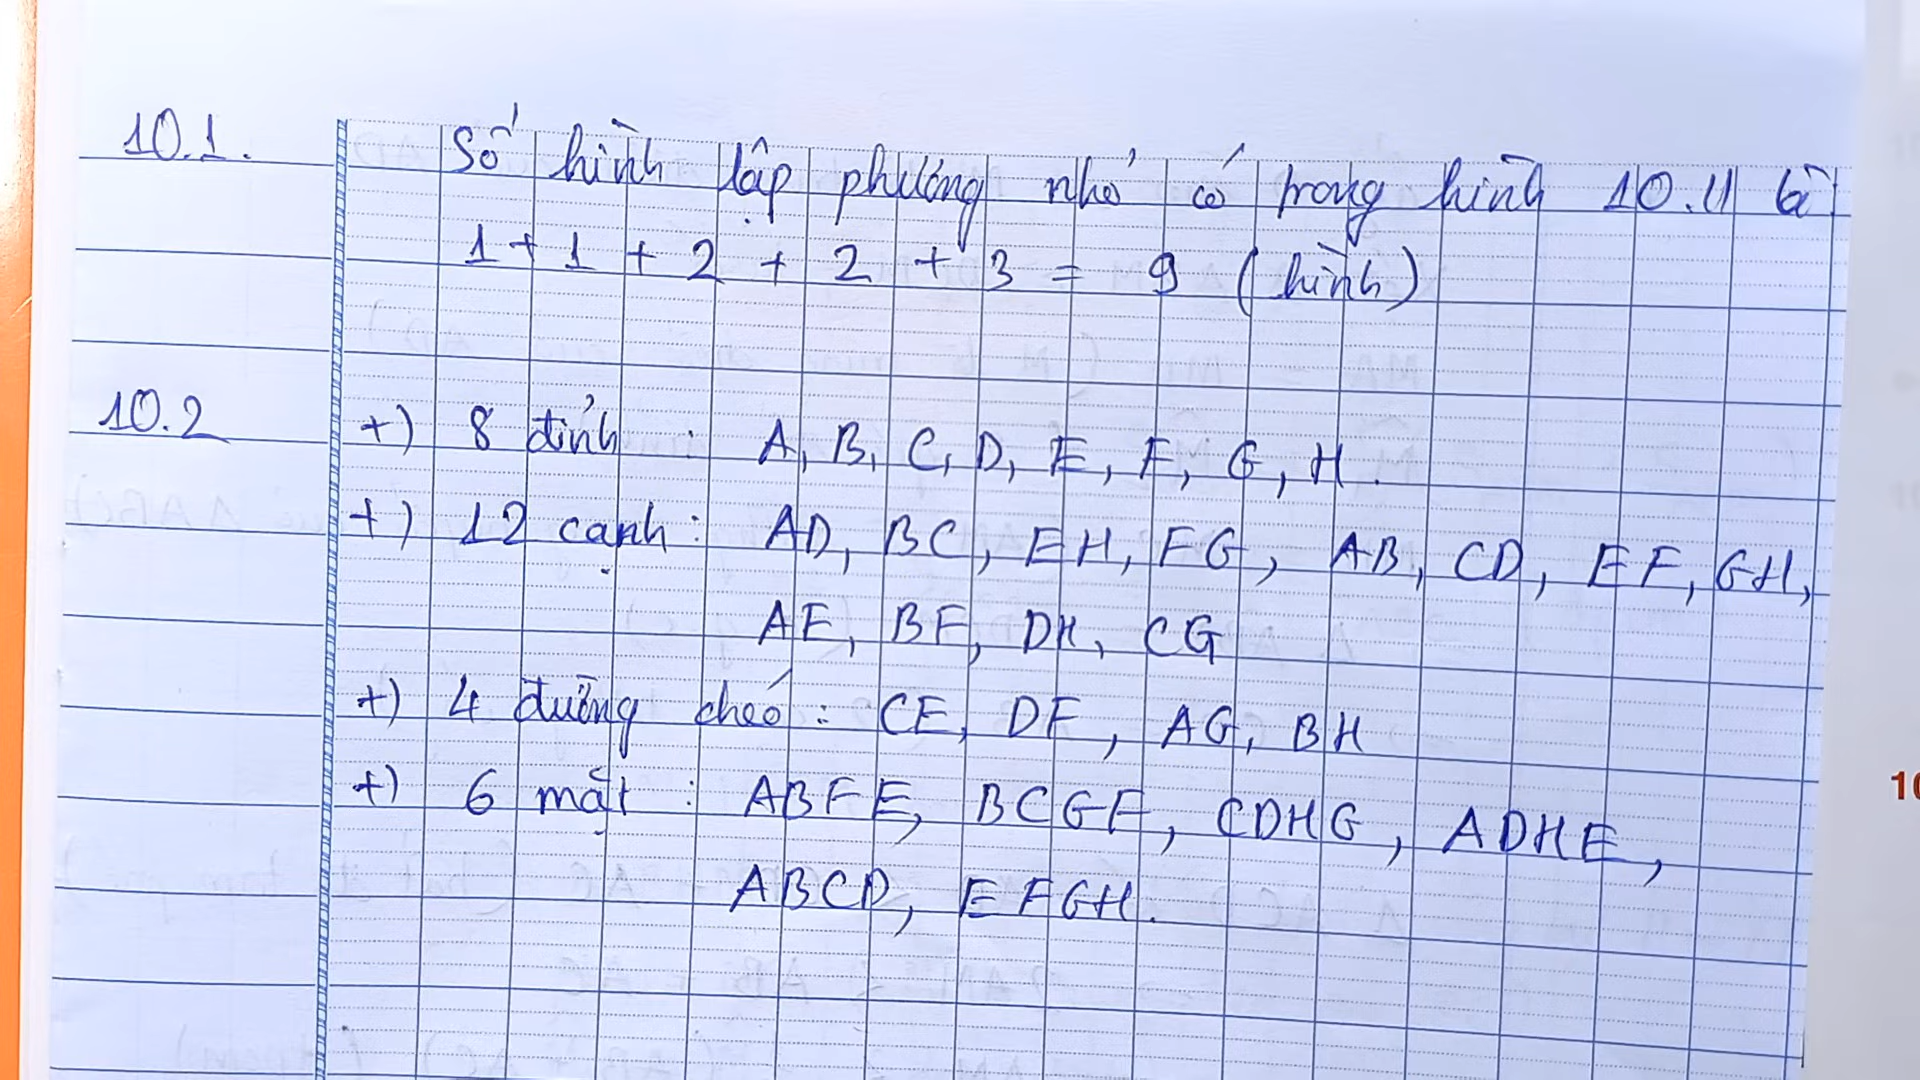 10.1. Số hình lập phương nhỏ có trong hình 10.11 là
1 + 1 + 2 + 2 + 3 = 9 (hình)
10.2 +) 8 đỉnh : A, B, C, D, E, F, G, H.
+) 12 cạnh : AD, BC, EH, FG, AB, CD, EF, GH,
AE, BF, DH, CG
+) 4 đường chéo : CE, DF, AG, BH
+) 6 mặt : ABFE, BCGF, CDHG, ADHE,
ABCD, EFGH.
10